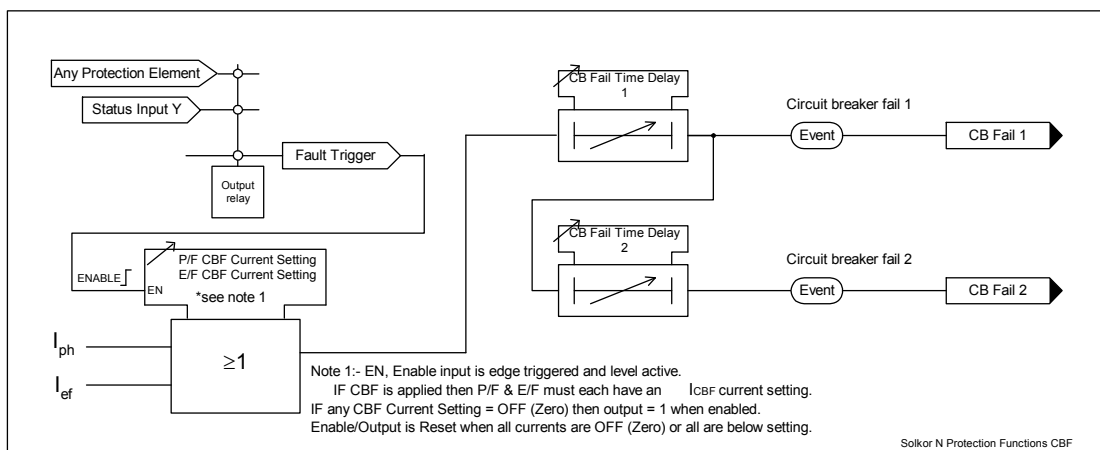 Any Protection Element
Status Input Y
Fault Trigger
Output
relay
ENABLE
EN
P/F CBF Current Setting
E/F CBF Current Setting
*see note 1
Iph
Ief
≥1
CB Fail Time Delay
1
Circuit breaker fail 1
Event
CB Fail 1
CB Fail Time Delay
2
Circuit breaker fail 2
Event
CB Fail 2
Note 1:- EN, Enable input is edge triggered and level active.
IF CBF is applied then P/F & E/F must each have an ICBF current setting.
IF any CBF Current Setting = OFF (Zero) then output = 1 when enabled.
Enable/Output is Reset when all currents are OFF (Zero) or all are below setting.
Solkor N Protection Functions CBF